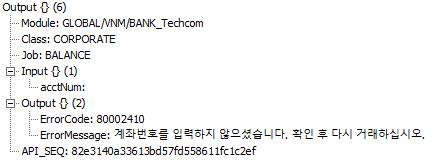 Output {} (6)
Module: GLOBAL/VNM/BANK_Techcom
Class: CORPORATE
Job: BALANCE
Input {} (1)
acctNum:
Output {} (2)
ErrorCode: 80002410
ErrorMessage: 계좌번호를 입력하지 않으셨습니다. 확인 후 다시 거래하십시오.
API_SEQ: 82e3140a33613bd57fd558611fc1c2ef